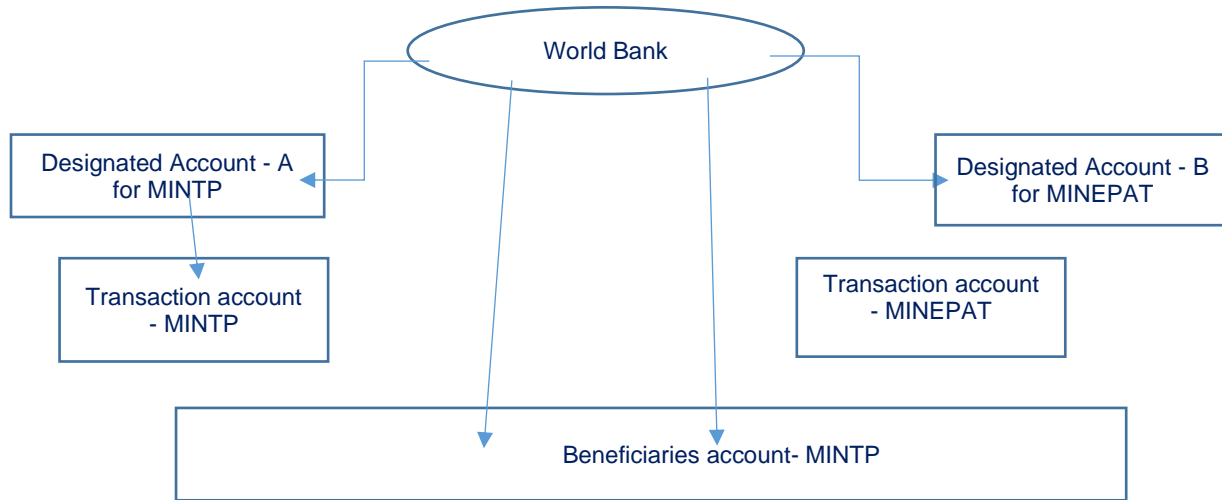 World Bank
Designated Account - A
for MINTP
Designated Account - B
for MINEPAT
Transaction account
- MINTP
Transaction account
- MINEPAT
Beneficiaries account- MINTP